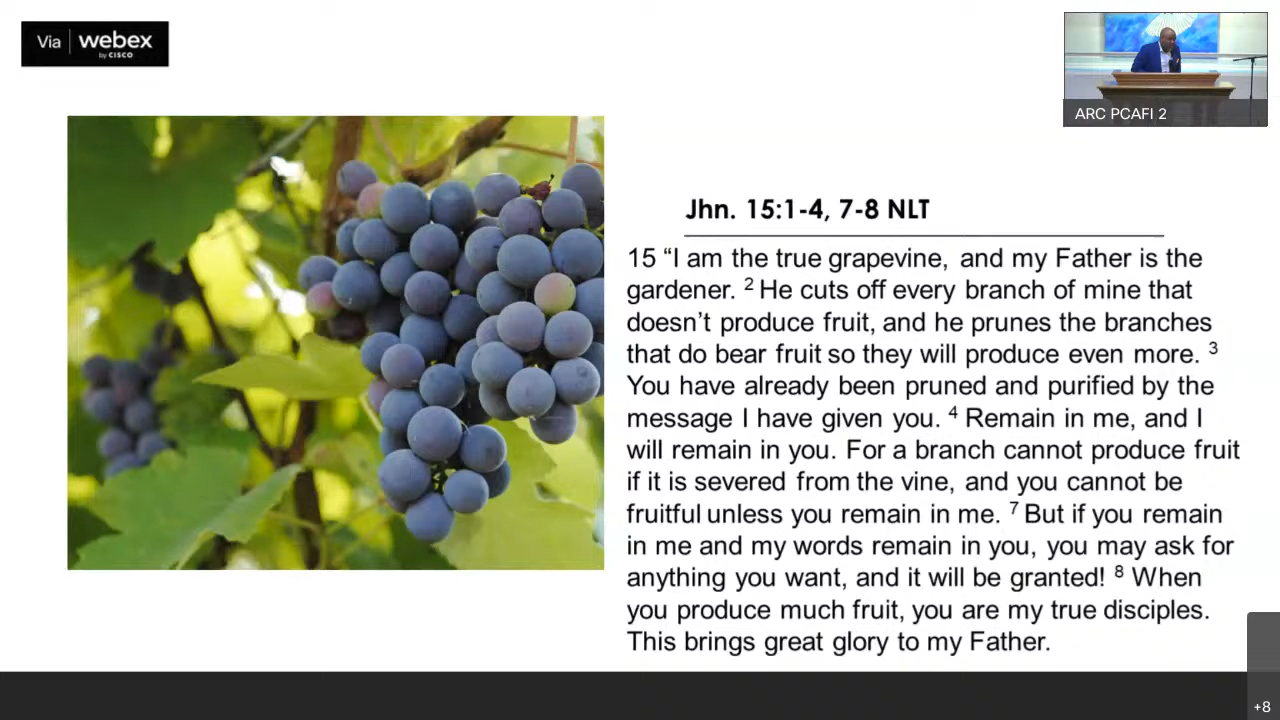 Via webex
by CISCO
ARC PCAFI 2
Jhn. 15:1-4, 7-8 NLT
15 “I am the true grapevine, and my Father is the
gardener. ² He cuts off every branch of mine that
doesn’t produce fruit, and he prunes the branches
that do bear fruit so they will produce even more. ³
You have already been pruned and purified by the
message I have given you. ⁴ Remain in me, and I
will remain in you. For a branch cannot produce fruit
if it is severed from the vine, and you cannot be
fruitful unless you remain in me. ⁷ But if you remain
in me and my words remain in you, you may ask for
anything you want, and it will be granted! ⁸ When
you produce much fruit, you are my true disciples.
This brings great glory to my Father.
+8